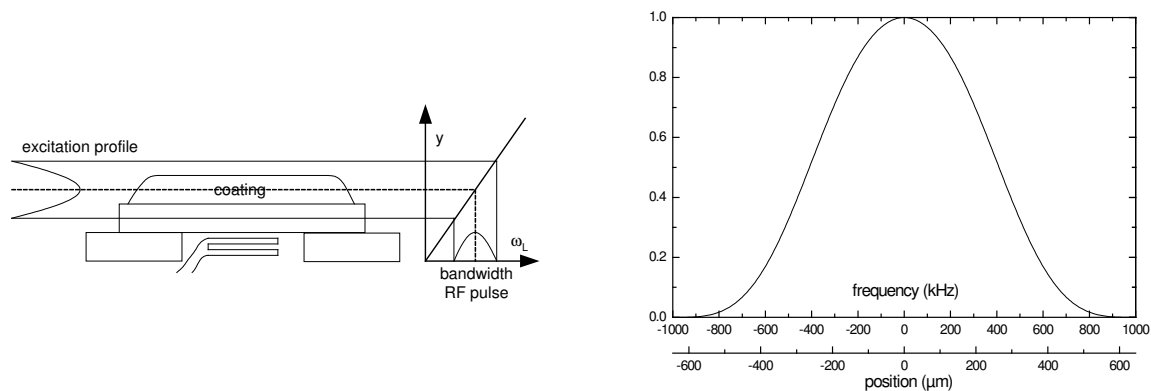 excitation profile
y
coating
ω_L
bandwidth
RF pulse
1.0
0.8
0.6
0.4
0.2
0.0
frequency (kHz)
-1000 -800 -600 -400 -200 0 200 400 600 800 1000
-600 -400 -200 0 200 400 600
position (µm)